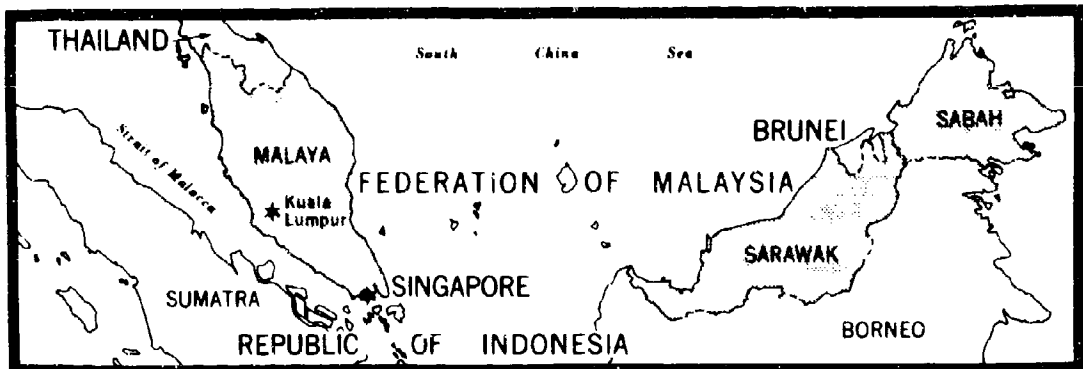 THAILAND
South China Sea
Strait of Malacca
MALAYA
Kuala
Lumpur
FEDERATION OF MALAYSIA
BRUNEI
SABAH
SARAWAK
SINGAPORE
SUMATRA
REPUBLIC OF INDONESIA
BORNEO